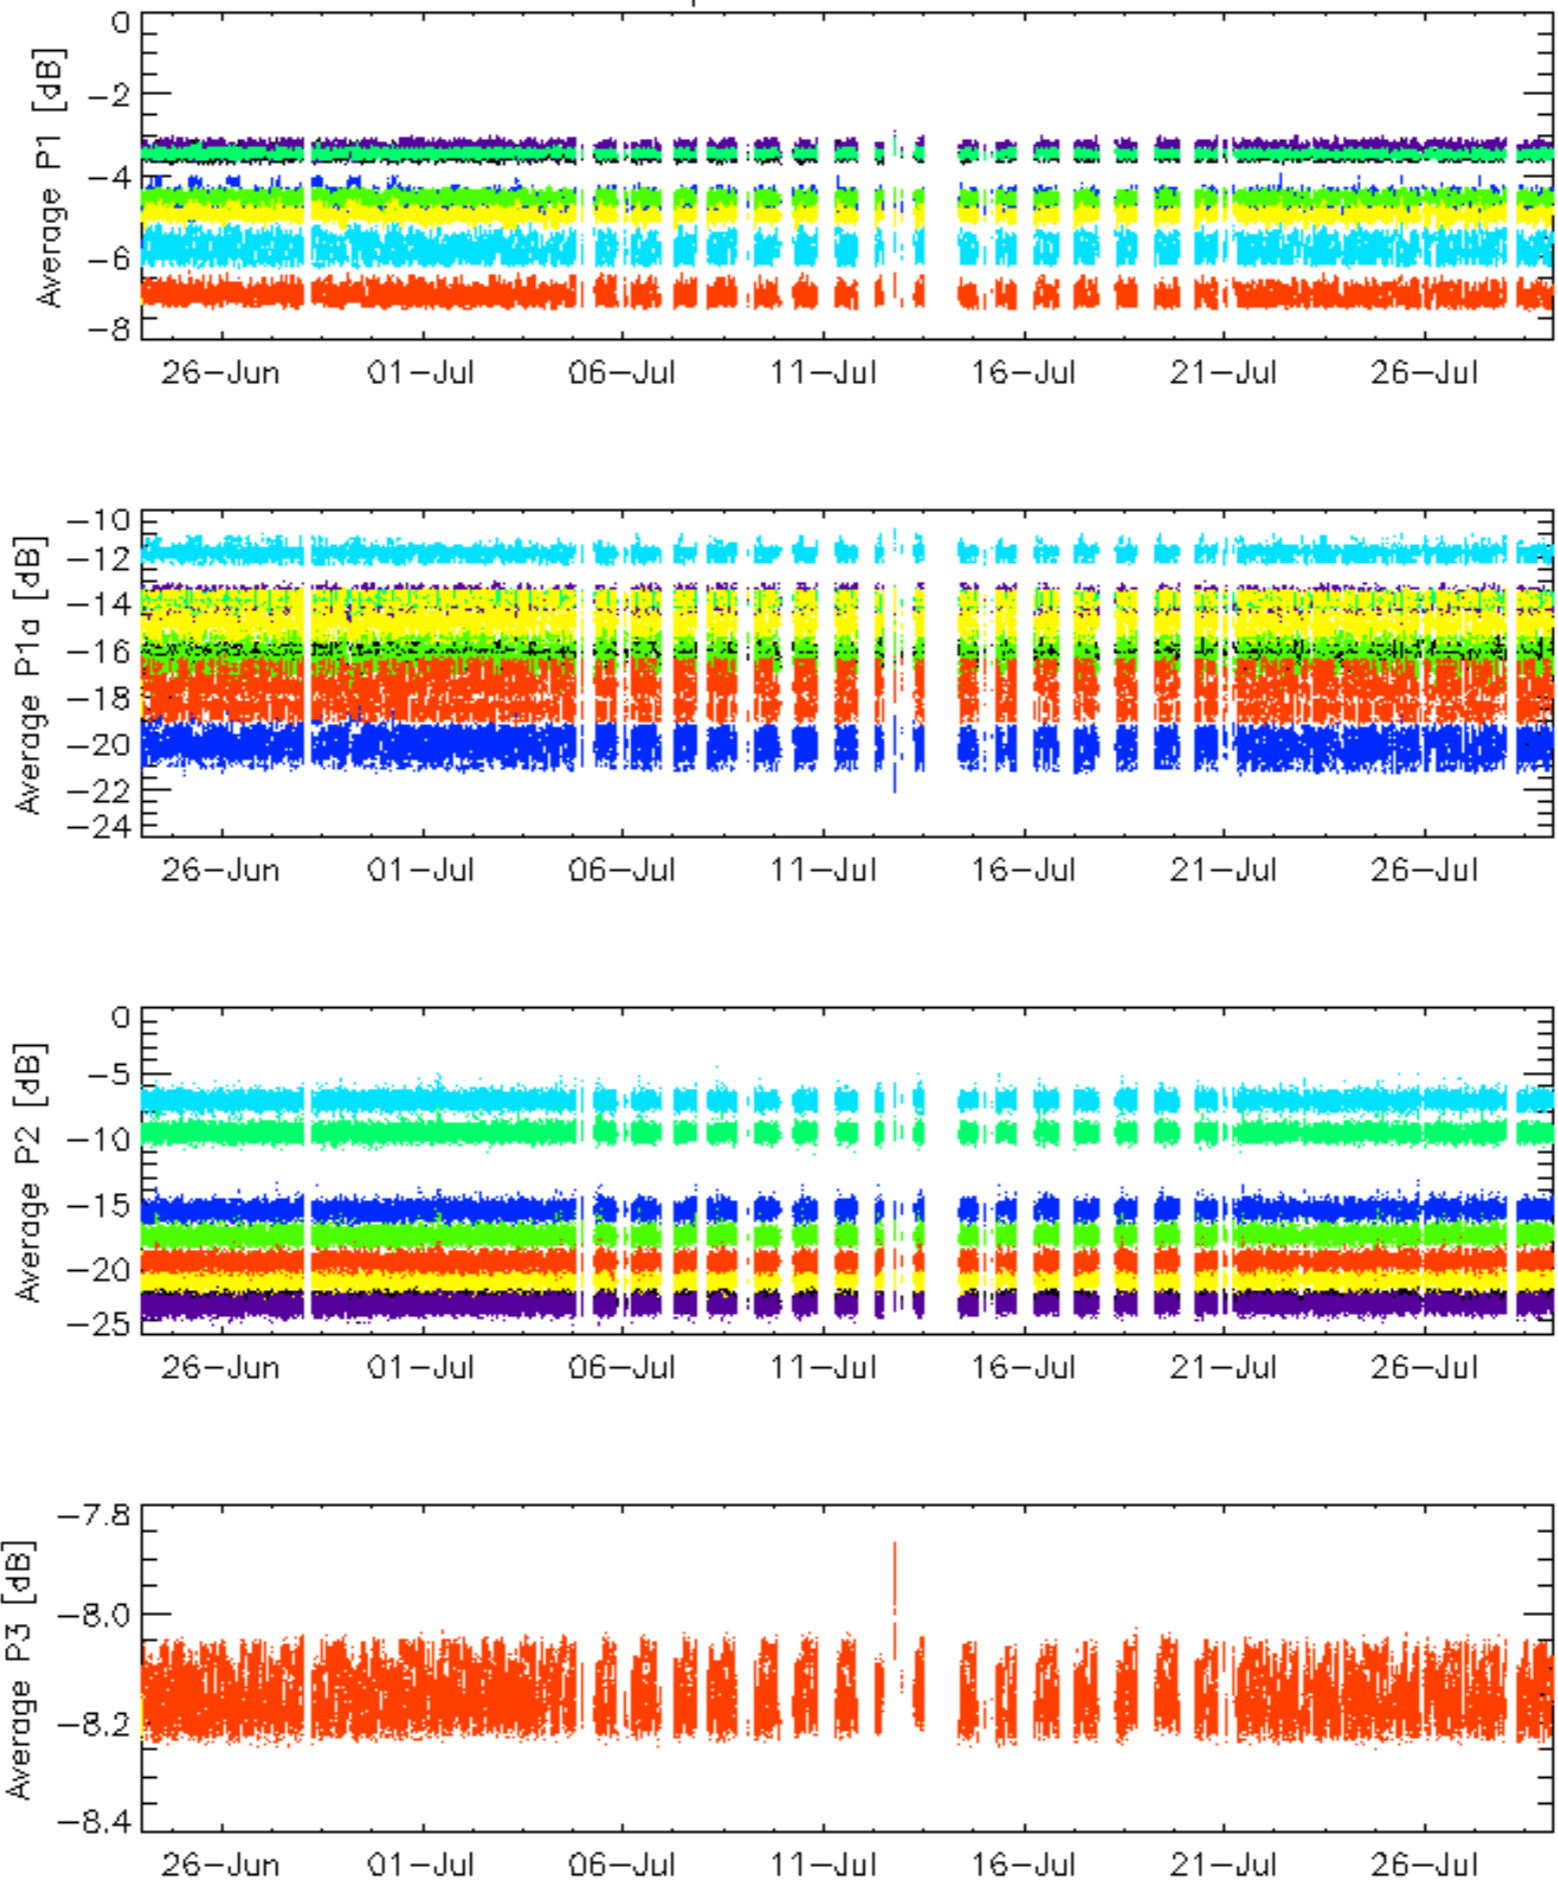 0
−2
−4
−6
−8
Average P1 [dB]
26−Jun 01−Jul 06−Jul 11−Jul 16−Jul 21−Jul 26−Jul
−10
−12
−14
−16
−18
−20
−22
−24
Average P1a [dB]
26−Jun 01−Jul 06−Jul 11−Jul 16−Jul 21−Jul 26−Jul
0
−5
−10
−15
−20
−25
Average P2 [dB]
26−Jun 01−Jul 06−Jul 11−Jul 16−Jul 21−Jul 26−Jul
−7.8
−8.0
−8.2
−8.4
Average P3 [dB]
26−Jun 01−Jul 06−Jul 11−Jul 16−Jul 21−Jul 26−Jul